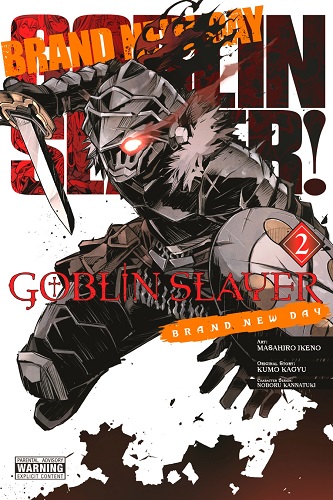 BRAND NEW DAY
GOBLIN
SLAYER!
2
GOBLIN SLAYER
BRAND NEW DAY
ART:
MASAHIRO IKENO
ORIGINAL STORY:
KUMO KAGYU
CHARACTER DESIGN:
NOBORU KANNATUKI
PARENTAL ADVISORY
WARNING
EXPLICIT CONTENT